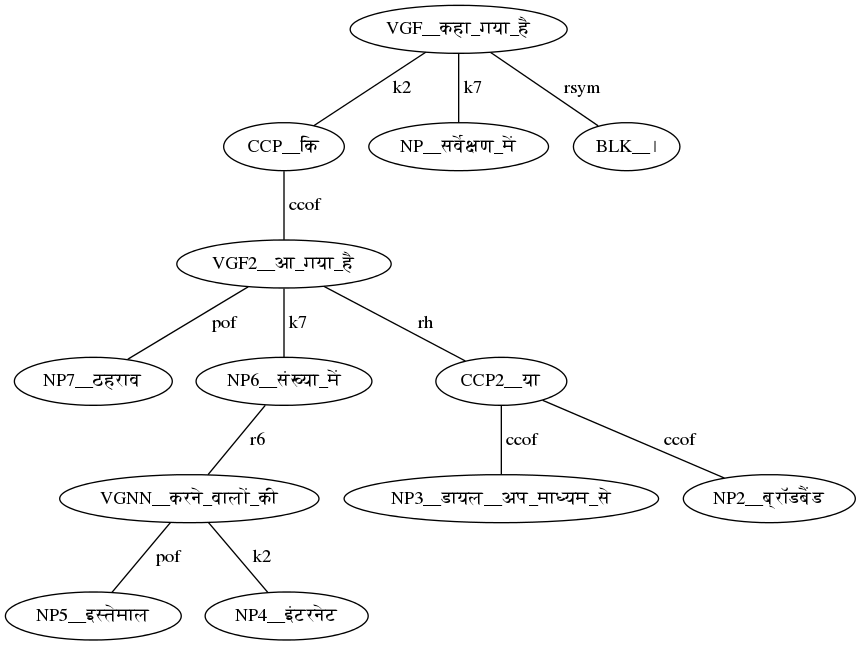 VGF__कहा_गया_है
k2 k7 rsym
CCP__कि NP__सर्वेक्षण_में BLK__।
ccof
VGF2__आ_गया_है
pof k7 rh
NP7__ठहराव NP6__संख्या_में CCP2__या
r6 ccof ccof
VGNN__करने_वालों_की NP3__डायल__अप_माध्यम_से NP2__ब्रॉडबैंड
pof k2
NP5__इस्तेमाल NP4__इंटरनेट